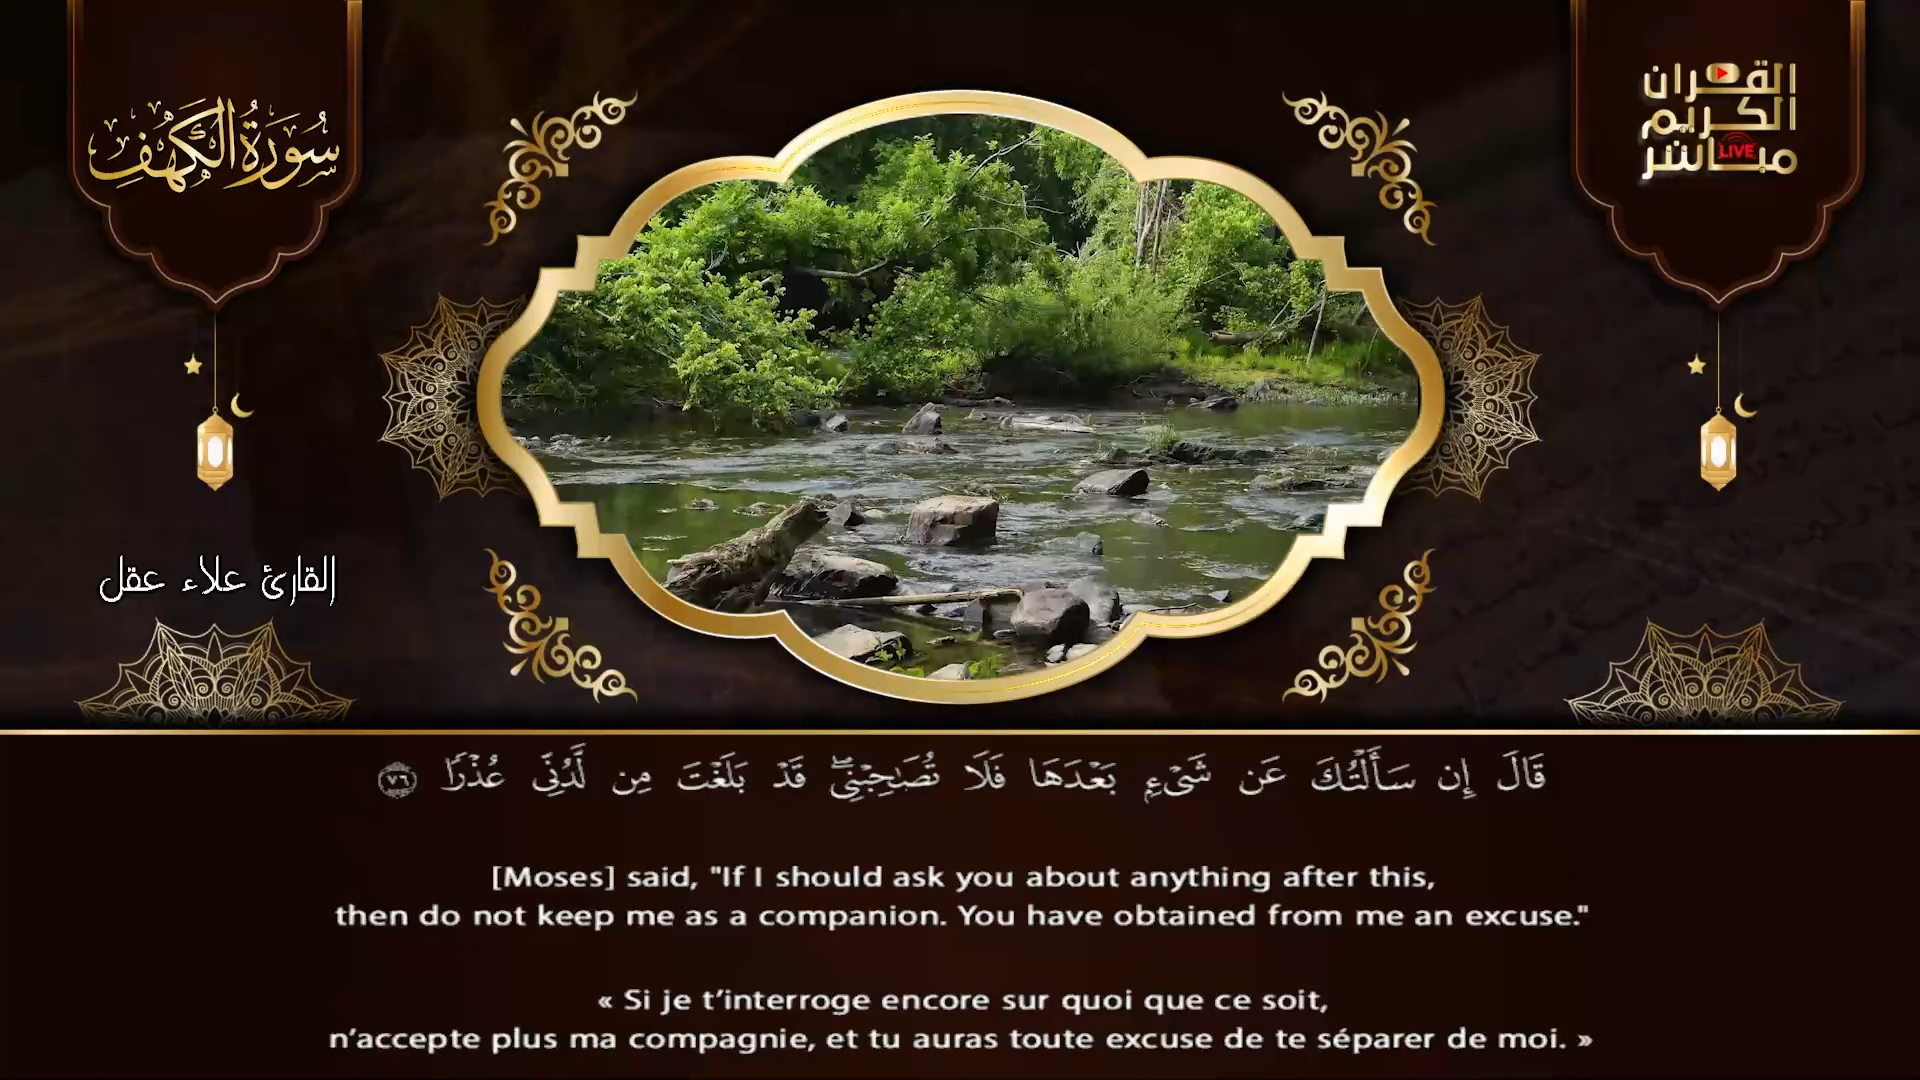 سُورَةُ الكَهْفِ
القران
الكريم
مباشر
LIVE
القارئ علاء عقل
قَالَ إِن سَأَلْتُكَ عَن شَىْءٍۭ بَعْدَهَا فَلَا تُصَـٰحِبْنِى ۖ قَدْ بَلَغْتَ مِن لَّدُنِّى عُذْرًا ٧٦
[Moses] said, "If I should ask you about anything after this,
then do not keep me as a companion. You have obtained from me an excuse."
« Si je t’interroge encore sur quoi que ce soit,
n’accepte plus ma compagnie, et tu auras toute excuse de te séparer de moi. »